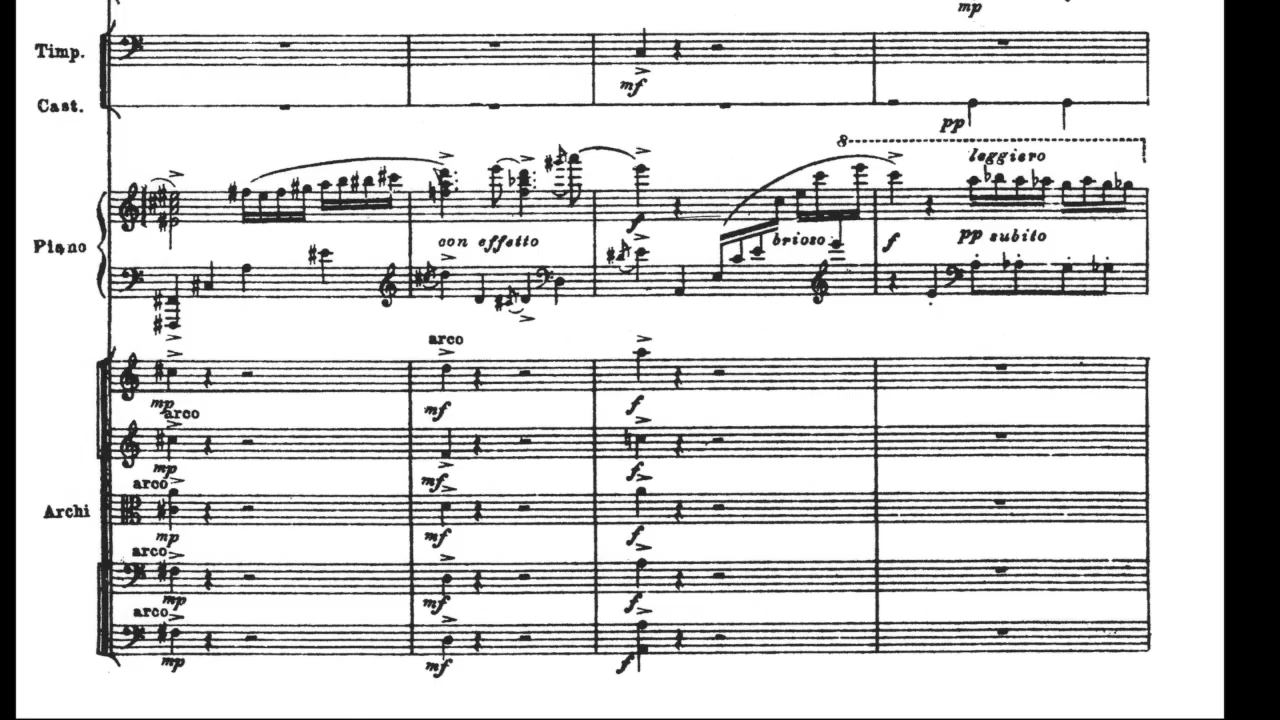 mp
Timp.
mf
Cast.
pp
8
leggiero
Piano
f
con effetto
brioso
f
pp subito
arco
mp
mf
f
arco
mp
mf
f
arco
Archi
mp
mf
f
arco
mp
mf
f
arco
mp
mf
f